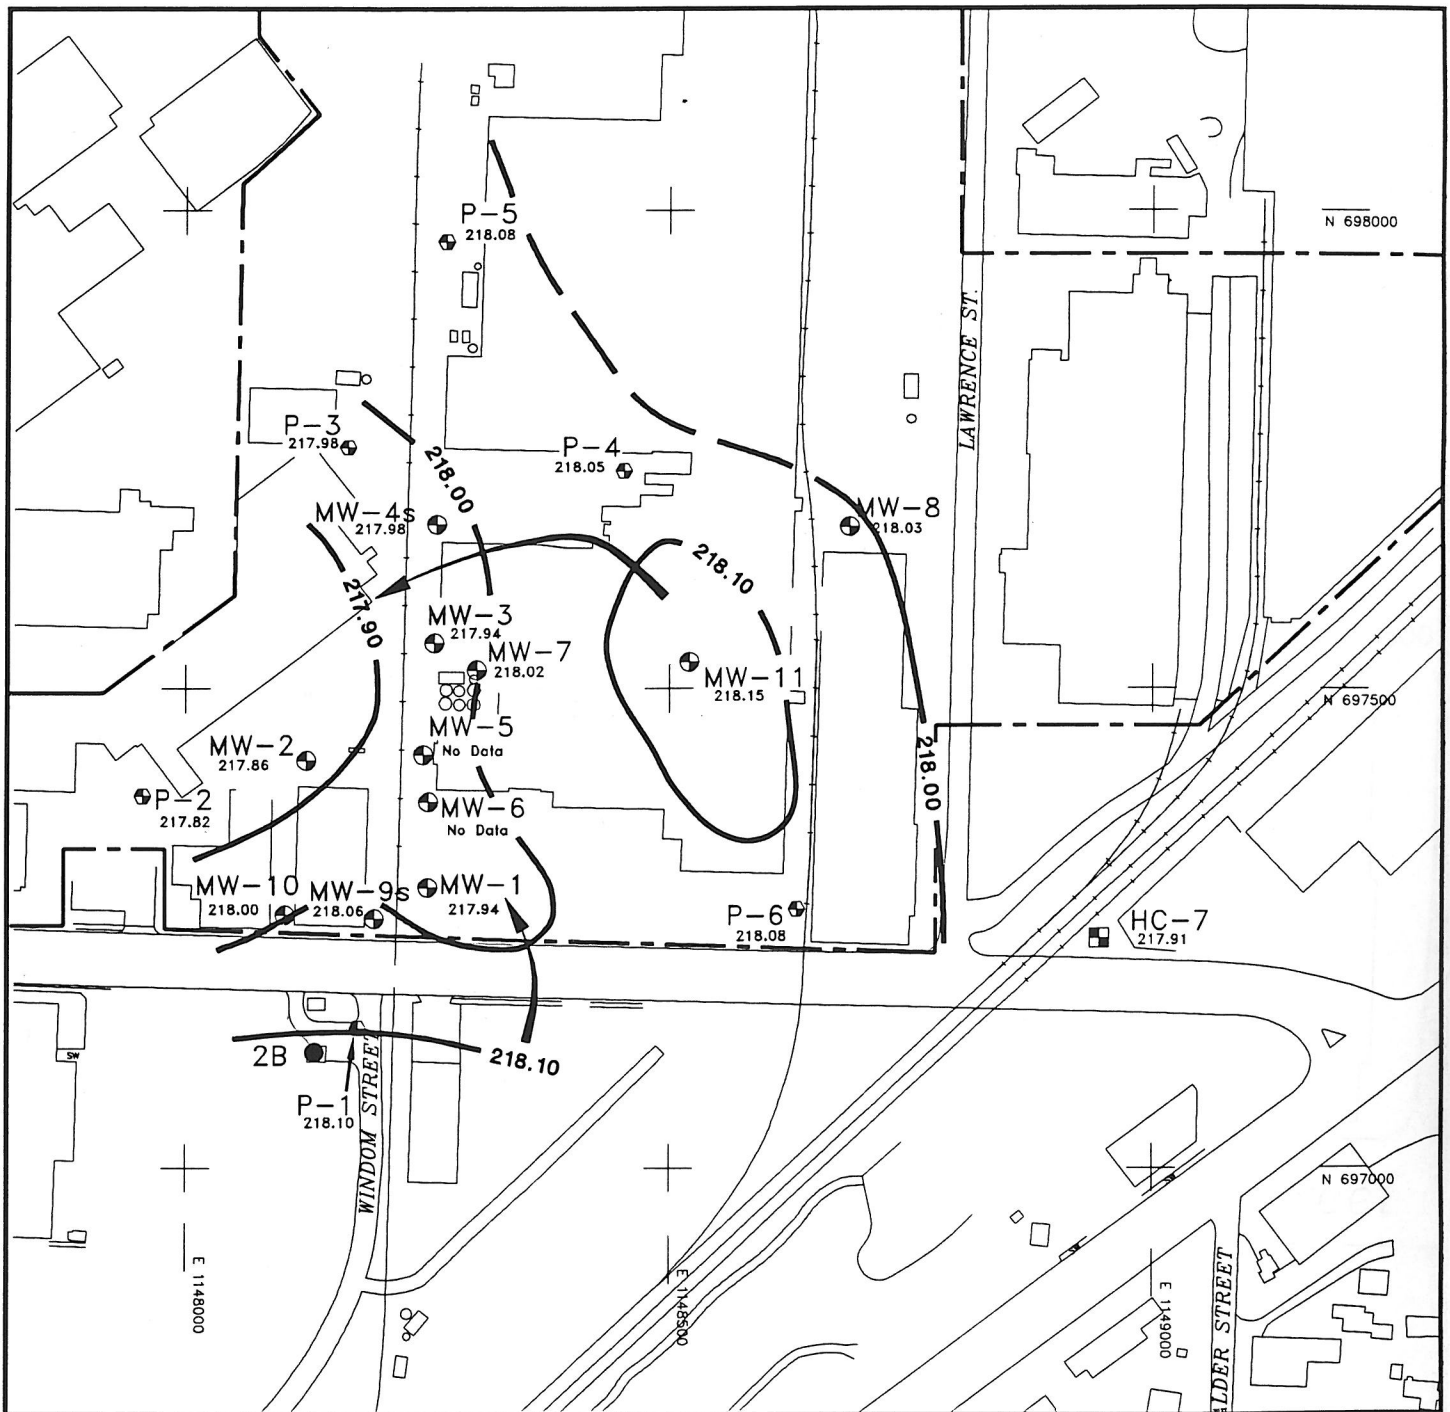 P-5
218.08
N 698000
LAWRENCE ST.
P-3
217.98
218.00
P-4
218.05
MW-4s
217.98
MW-8
218.03
218.10
217.90
MW-3
217.94
MW-7
218.02
MW-11
218.15
N 697500
MW-5
No Data
MW-2
217.86
218.00
P-2
217.82
MW-6
No Data
MW-10
218.00
MW-9s
218.06
MW-1
217.94
P-6
218.08
HC-7
217.91
2B
SW
218.10
P-1
218.10
WINDOM STREET
N 697000
E 1148000
E 1148500
E 1149000
LDER STREET